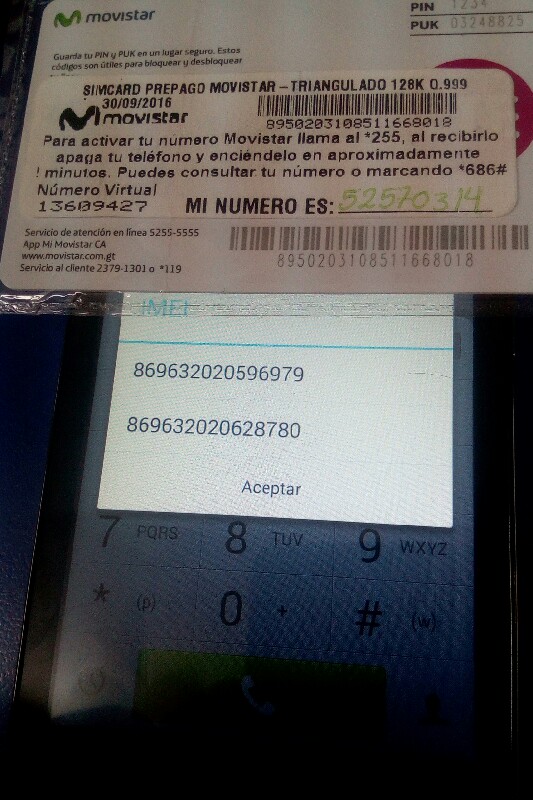 movistar
PIN 1234
PUK 03248825
Guarda tu PIN y PUK en un lugar seguro. Estos
códigos son útiles para bloquear y desbloquear
SIMCARD PREPAGO MOVISTAR - TRIANGULADO 128K 0.999
30/09/2016
movistar
8950203108511668018
Para activar tu número Movistar llama al *255, al recibirlo
apaga tu teléfono y enciéndelo en aproximadamente
! minutos. Puedes consultar tu número o marcando *686#
Número Virtual
13609427
MI NUMERO ES: 52570314
Servicio de atención en línea 5255-5555
App Mi Movistar CA
www.movistar.com.gt
Servicio al cliente 2379-1301 o *119
8950203108511668018
IMEI
869632020596979
869632020628780
Aceptar
7 PQRS 8 TUV 9 WXYZ
* (p) 0 + # (w)